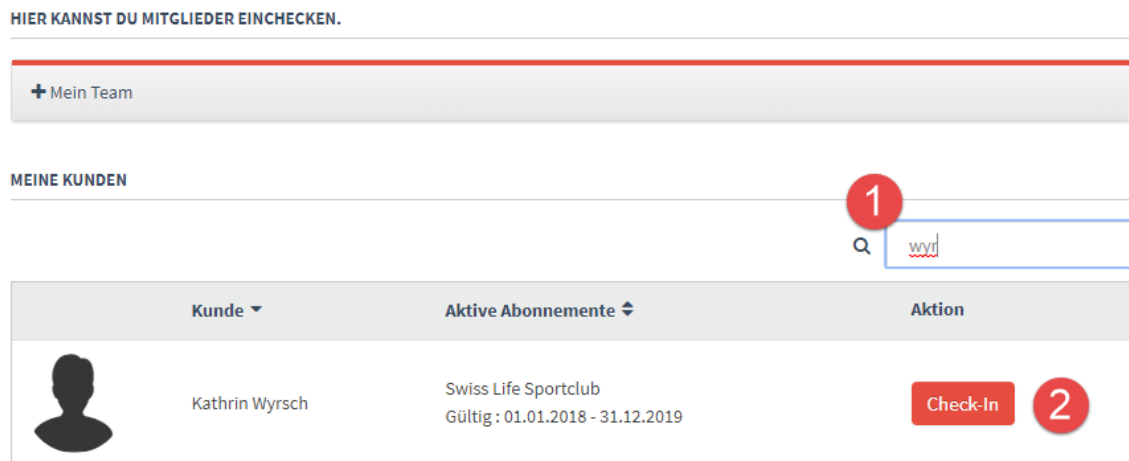 HIER KANNST DU MITGLIEDER EINCHECKEN.
Mein Team
MEINE KUNDEN
1
wyr
Kunde Aktive Abonnemente Aktion
Kathrin Wyrsch
Swiss Life Sportclub
Gültig : 01.01.2018 - 31.12.2019
Check-In
2